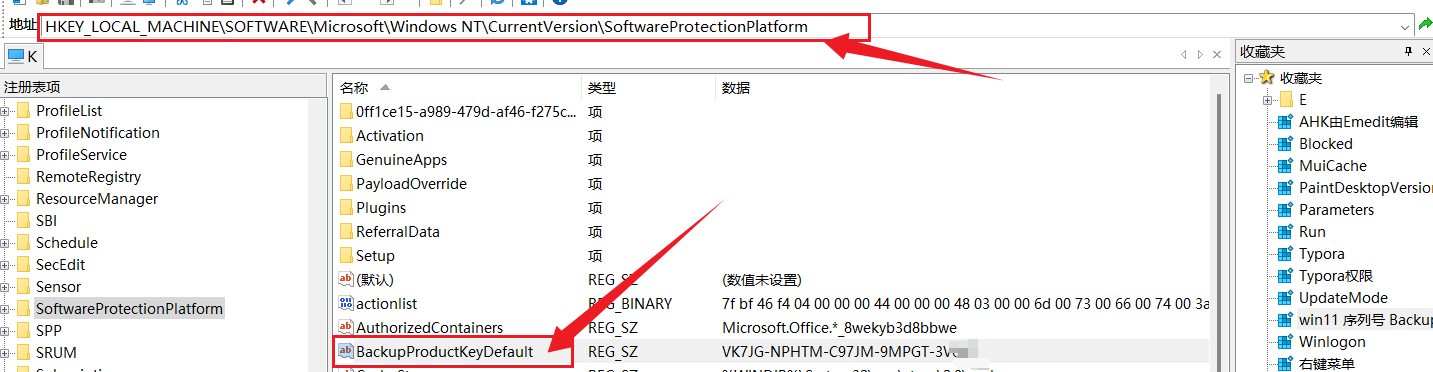 地址 HKEY_LOCAL_MACHINE\SOFTWARE\Microsoft\Windows NT\CurrentVersion\SoftwareProtectionPlatform
K
收藏夹
注册表项
ProfileList
ProfileNotification
ProfileService
RemoteRegistry
ResourceManager
SBI
Schedule
SecEdit
Sensor
SoftwareProtectionPlatform
SPP
SRUM
名称 类型 数据
0ff1ce15-a989-479d-af46-f275c... 项
Activation 项
GenuineApps 项
PayloadOverride 项
Plugins 项
ReferralData 项
Setup 项
(默认) REG_SZ (数值未设置)
actionlist REG_BINARY 7f bf 46 f4 04 00 00 00 44 00 00 00 48 03 00 00 6d 00 73 00 66 00 74 00 3a
AuthorizedContainers REG_SZ Microsoft.Office.*_8wekyb3d8bbwe
BackupProductKeyDefault REG_SZ VK7JG-NPHTM-C97JM-9MPGT-3V
收藏夹
E
AHK由Emedit编辑
Blocked
MuiCache
PaintDesktopVersion
Parameters
Run
Typora
Typora权限
UpdateMode
win11 序列号 Backup
Winlogon
右键菜单